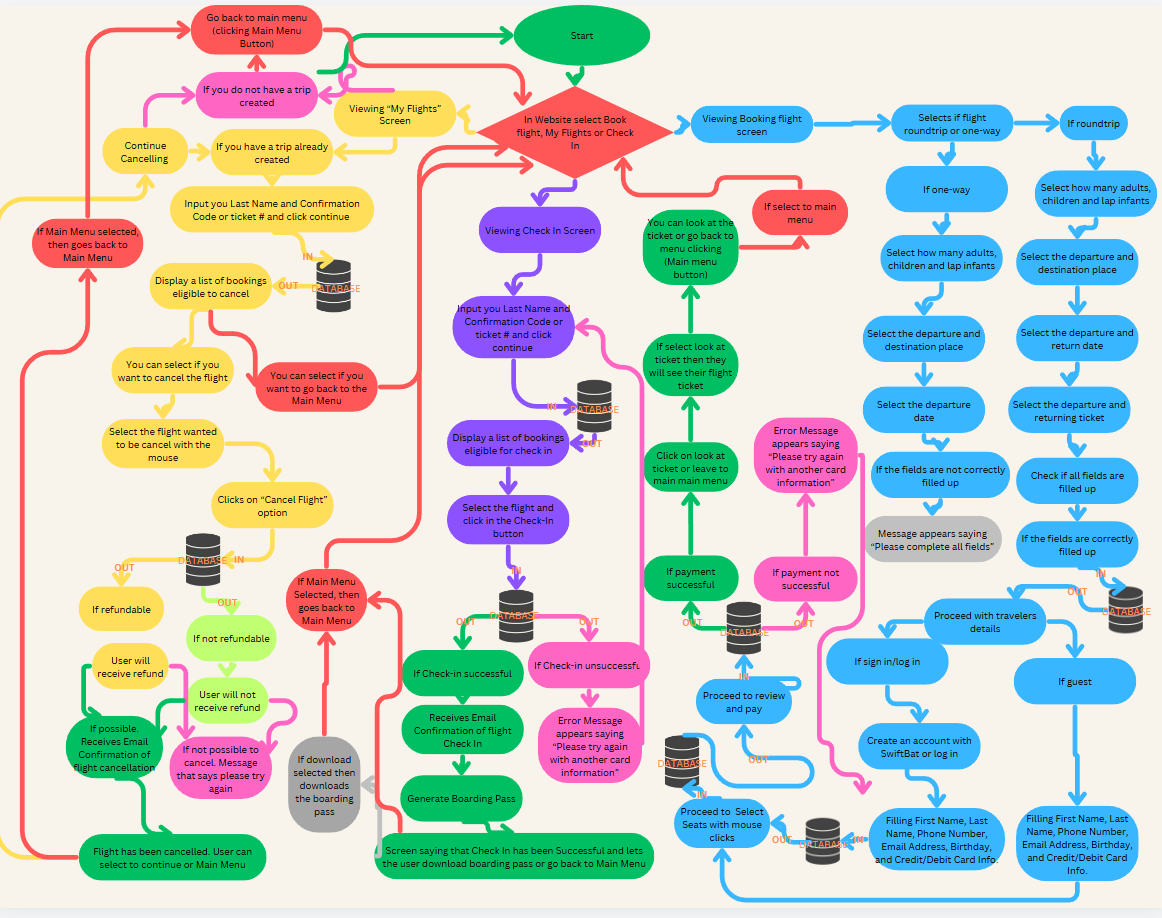 Go back to main menu
(clicking Main Menu
Button)
Start
If you do not have a trip
created
Viewing “My Flights”
Screen
In Website select Book
flight, My Flights or Check
In
Viewing Booking flight
screen
Selects if flight
roundtrip or one-way
If roundtrip
Continue
Cancelling
If you have a trip already
created
If one-way
Select how many adults,
children and lap infants
Input you Last Name and Confirmation
Code or ticket # and click continue
If select to main
menu
If Main Menu selected,
then goes back to
Main Menu
Viewing Check In Screen
You can look at the
ticket or go back to
menu clicking
(Main menu
button)
Select how many adults,
children and lap infants
Select the departure and
destination place
IN
DATABASE
OUT
Display a list of bookings
eligible to cancel
Input you Last Name and
Confirmation Code or
ticket # and click
continue
Select the departure and
destination place
Select the departure and
return date
You can select if you
want to cancel the flight
You can select if you
want to go back to the
Main Menu
If select look at
ticket then they
will see their flight
ticket
Select the departure
date
Select the departure and
returning ticket
IN
DATABASE
OUT
Select the flight wanted
to be cancel with the
mouse
Display a list of bookings
eligible for check in
Click on look at
ticket or leave to
main main menu
Error Message
appears saying
“Please try again
with another card
information”
If the fields are not correctly
filled up
Check if all fields are
filled up
Clicks on “Cancel Flight”
option
Select the flight and
click in the Check-In
button
Message appears saying
“Please complete all fields”
If the fields are correctly
filled up
DATABASE
IN
OUT
OUT
IN
DATABASE
OUT
OUT
If payment
successful
If payment not
successful
IN
OUT
DATABASE
If refundable
If Main Menu
Selected, then
goes back to
Main Menu
OUT
DATABASE
OUT
IN
Proceed with travelers
details
If not refundable
User will
receive refund
If Check-in successful
If Check-in unsuccessfu
If sign in/log in
If guest
User will not
receive refund
Proceed to review
and pay
If possible.
Receives Email
Confirmation of
flight cancellation
If not possible to
cancel. Message
that says please try
again
Receives Email
Confirmation of flight
Check In
Error Message
appears saying
“Please try again
with another card
information”
DATABASE
OUT
IN
Create an account with
SwiftBat or log in
If download
selected then
downloads
the boarding
pass
Generate Boarding Pass
Proceed to Select
Seats with mouse
clicks
OUT
DATABASE
IN
Filling First Name, Last
Name, Phone Number,
Email Address, Birthday,
and Credit/Debit Card Info.
Filling First Name, Last
Name, Phone Number,
Email Address, Birthday,
and Credit/Debit Card
Info.
Flight has been cancelled. User can
select to continue or Main Menu
Screen saying that Check In has been Successful and lets
the user download boarding pass or go back to Main Menu